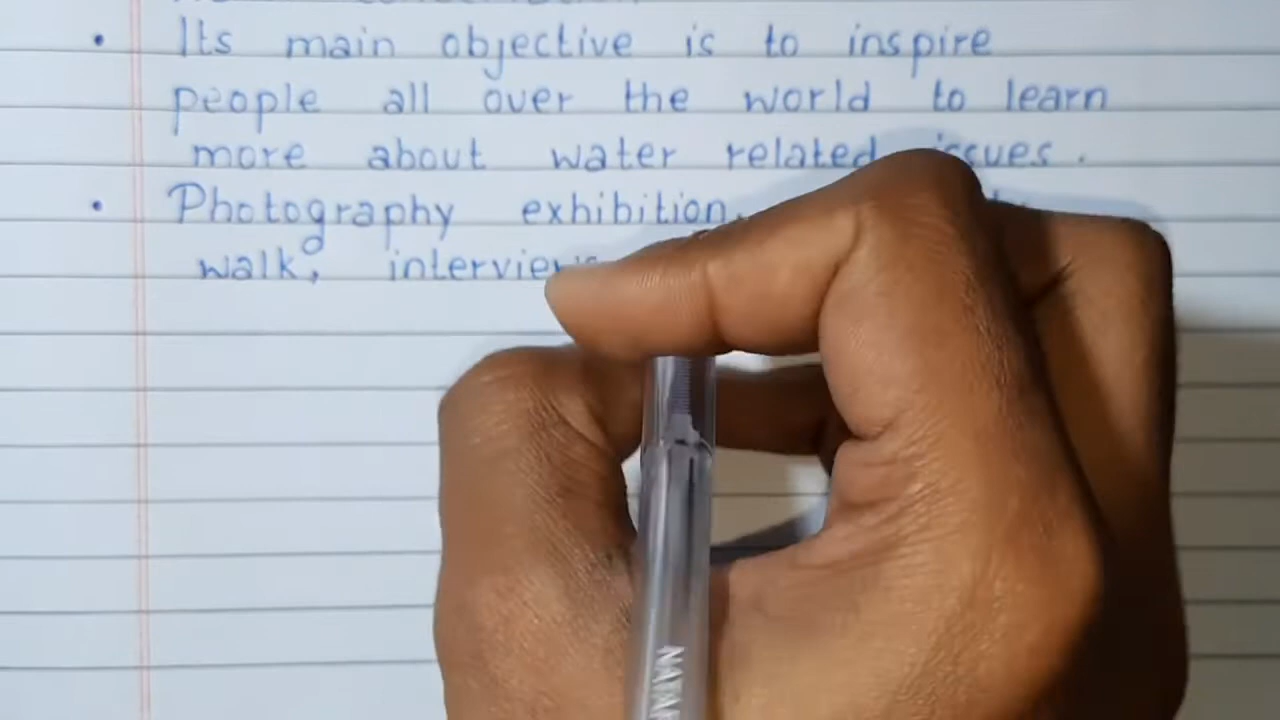 • Its main objective is to inspire
people all over the world to learn
more about water related issues.
• Photography exhibition,
walk,